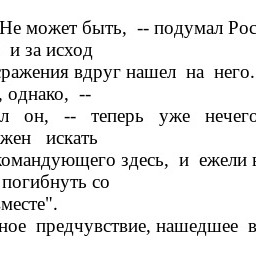 Не может быть, -- подумал Рос
и за исход
сражения вдруг нашел на него.
, однако, --
л он, -- теперь уже нечего
жен искать
командующего здесь, и ежели в
погибнуть со
месте".
ное предчувствие, нашедшее в